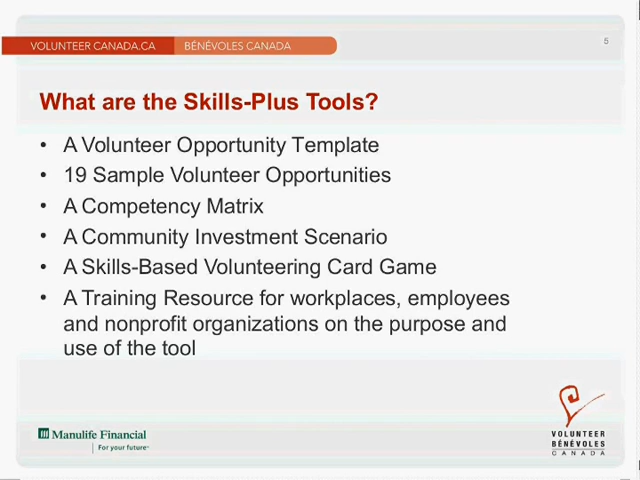 VOLUNTEER CANADA.CA BÉNÉVOLES CANADA
5
What are the Skills-Plus Tools?
• A Volunteer Opportunity Template
• 19 Sample Volunteer Opportunities
• A Competency Matrix
• A Community Investment Scenario
• A Skills-Based Volunteering Card Game
• A Training Resource for workplaces, employees
and nonprofit organizations on the purpose and
use of the tool
Manulife Financial
For your future™
VOLUNTEER
BÉNÉVOLES
CANADA